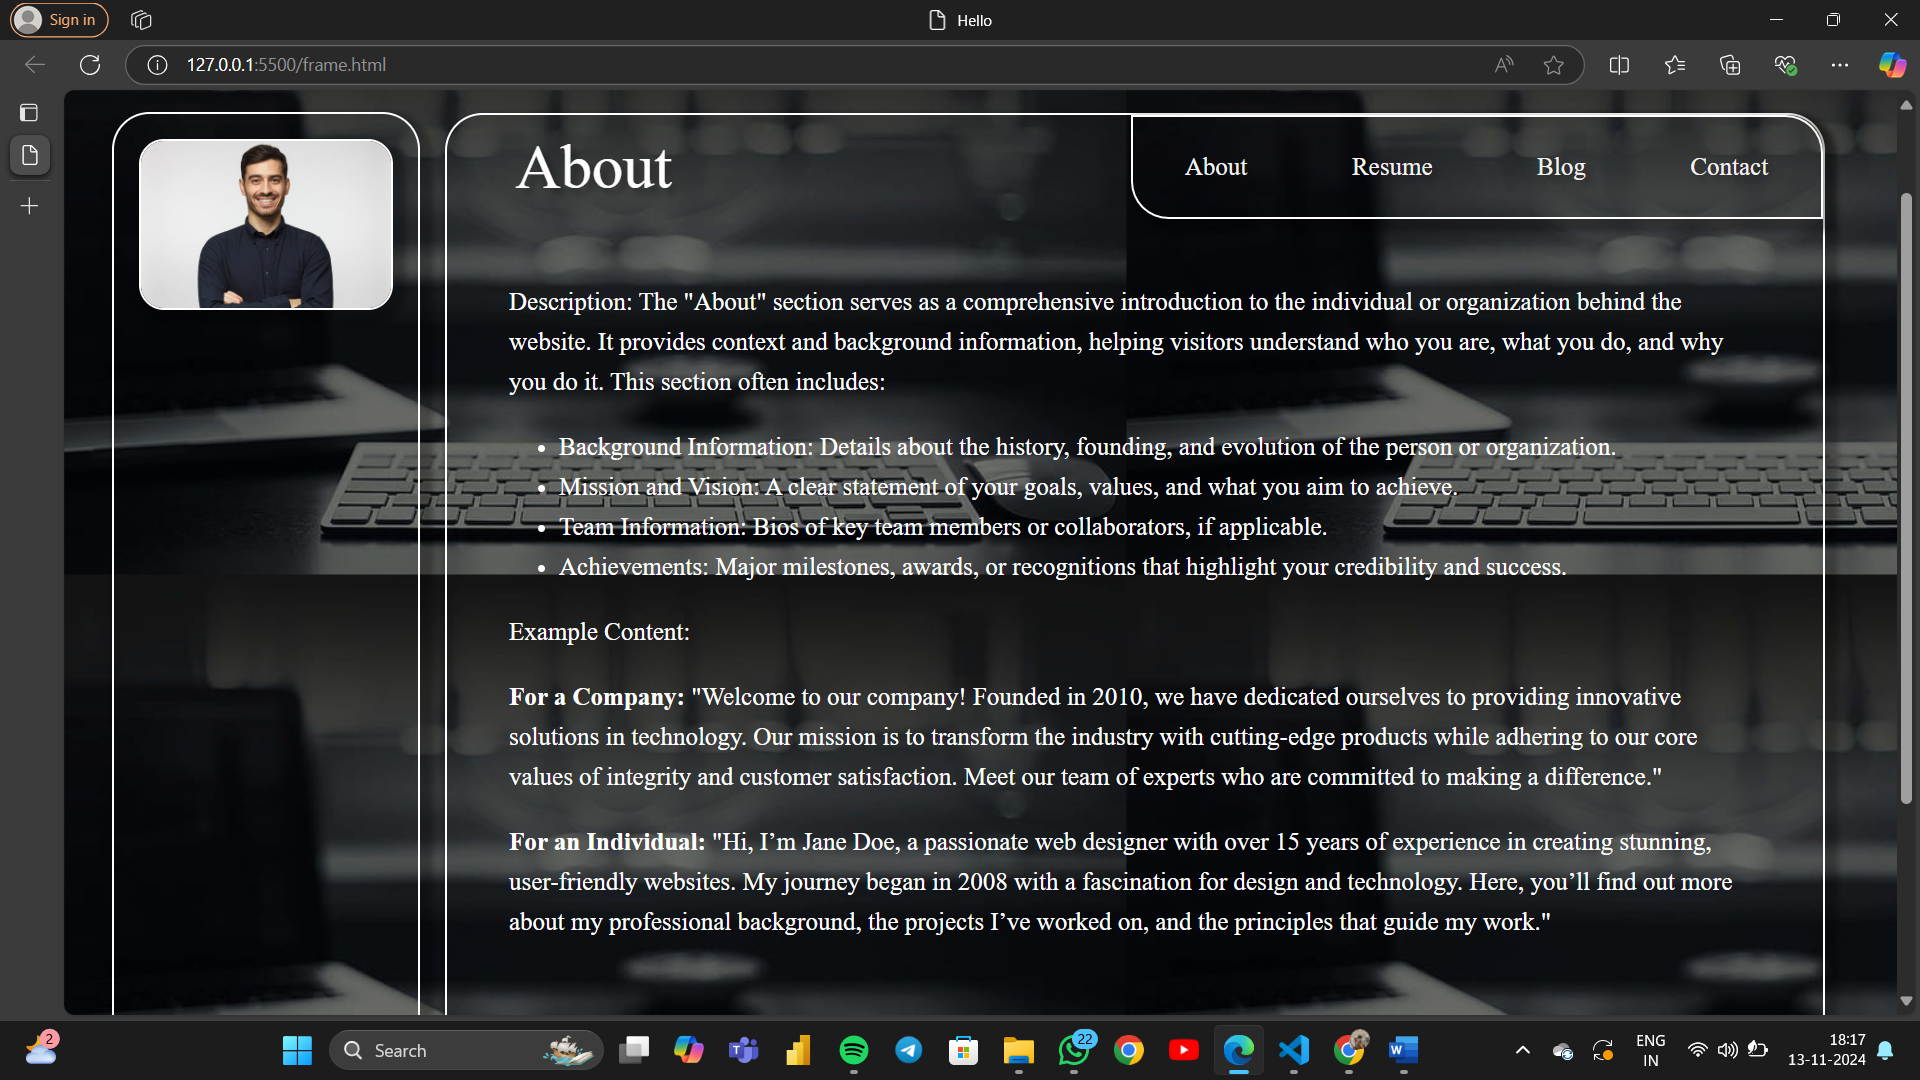 Sign in
Hello
127.0.0.1:5500/frame.html
About
About Resume Blog Contact
Description: The "About" section serves as a comprehensive introduction to the individual or organization behind the
website. It provides context and background information, helping visitors understand who you are, what you do, and why
you do it. This section often includes:
• Background Information: Details about the history, founding, and evolution of the person or organization.
• Mission and Vision: A clear statement of your goals, values, and what you aim to achieve.
• Team Information: Bios of key team members or collaborators, if applicable.
• Achievements: Major milestones, awards, or recognitions that highlight your credibility and success.
Example Content:
For a Company: "Welcome to our company! Founded in 2010, we have dedicated ourselves to providing innovative
solutions in technology. Our mission is to transform the industry with cutting-edge products while adhering to our core
values of integrity and customer satisfaction. Meet our team of experts who are committed to making a difference."
For an Individual: "Hi, I’m Jane Doe, a passionate web designer with over 15 years of experience in creating stunning,
user-friendly websites. My journey began in 2008 with a fascination for design and technology. Here, you’ll find out more
about my professional background, the projects I’ve worked on, and the principles that guide my work."
2
Search
22
ENG
IN
18:17
13-11-2024